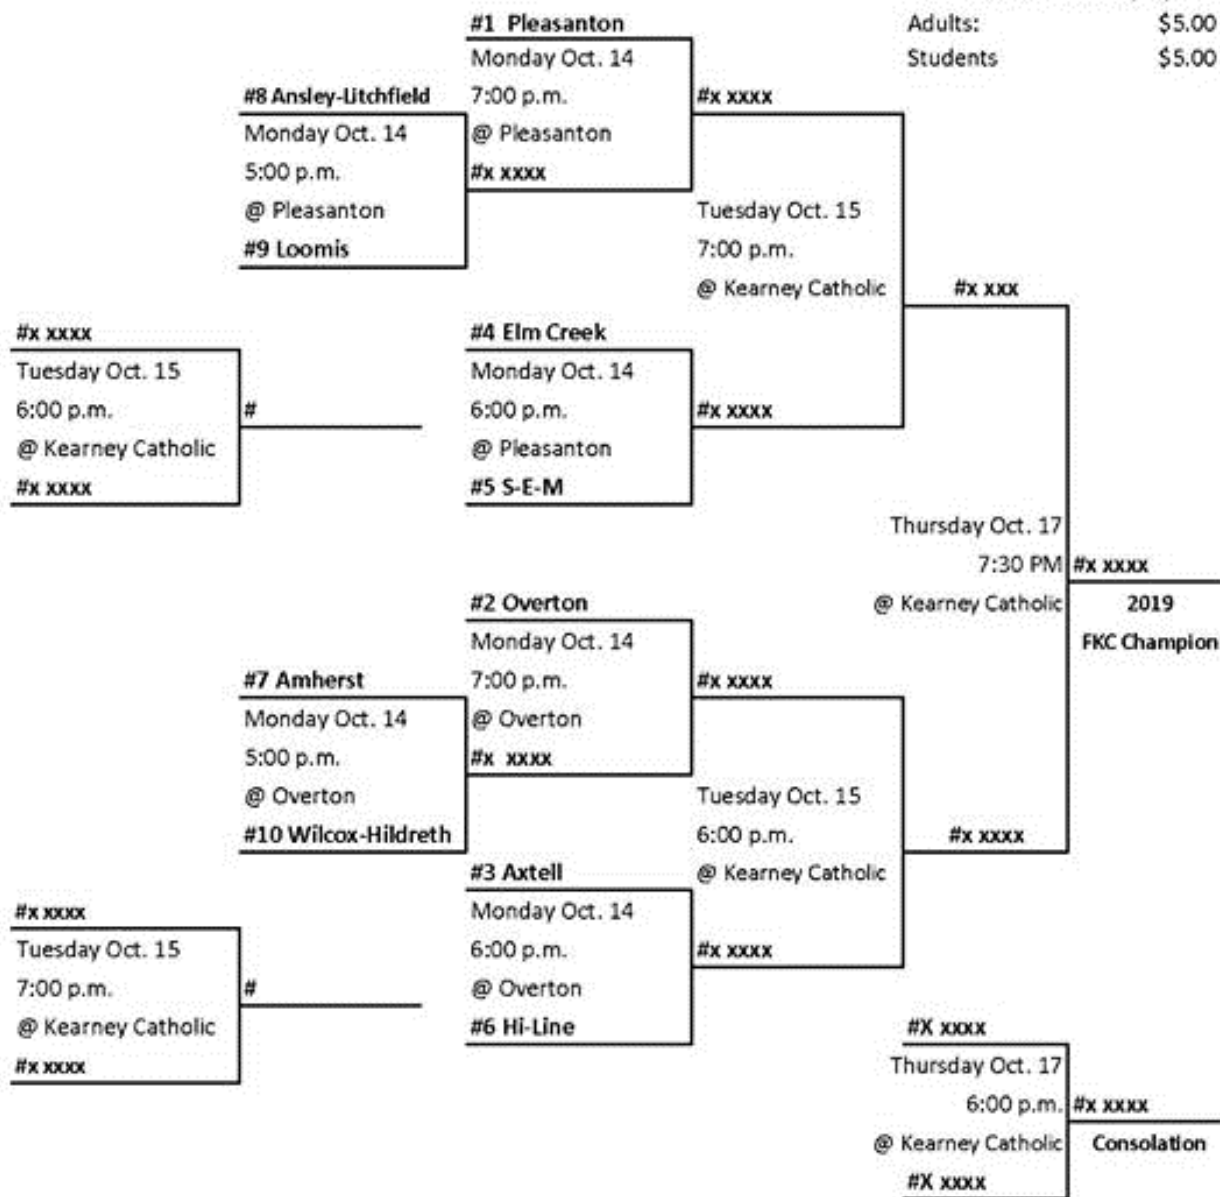 #1 Pleasanton
Adults: $5.00
Monday Oct. 14
Students $5.00
#8 Ansley-Litchfield
7:00 p.m.
#x xxxx
Monday Oct. 14
@ Pleasanton
5:00 p.m.
#x xxxx
@ Pleasanton
Tuesday Oct. 15
#9 Loomis
7:00 p.m.
@ Kearney Catholic
#x xxx
#x xxxx
#4 Elm Creek
Tuesday Oct. 15
Monday Oct. 14
6:00 p.m.
#
6:00 p.m.
#x xxxx
@ Kearney Catholic
@ Pleasanton
#x xxxx
#5 S-E-M
Thursday Oct. 17
7:30 PM
#x xxxx
#2 Overton
@ Kearney Catholic
2019
Monday Oct. 14
FKC Champion
#7 Amherst
7:00 p.m.
#x xxxx
Monday Oct. 14
@ Overton
5:00 p.m.
#x xxxx
@ Overton
Tuesday Oct. 15
#10 Wilcox-Hildreth
6:00 p.m.
#x xxxx
#3 Axtell
@ Kearney Catholic
#x xxxx
Monday Oct. 14
Tuesday Oct. 15
6:00 p.m.
#x xxxx
7:00 p.m.
#
@ Overton
@ Kearney Catholic
#6 Hi-Line
#X xxxx
#x xxxx
Thursday Oct. 17
6:00 p.m.
#x xxxx
@ Kearney Catholic
Consolation
#X xxxx